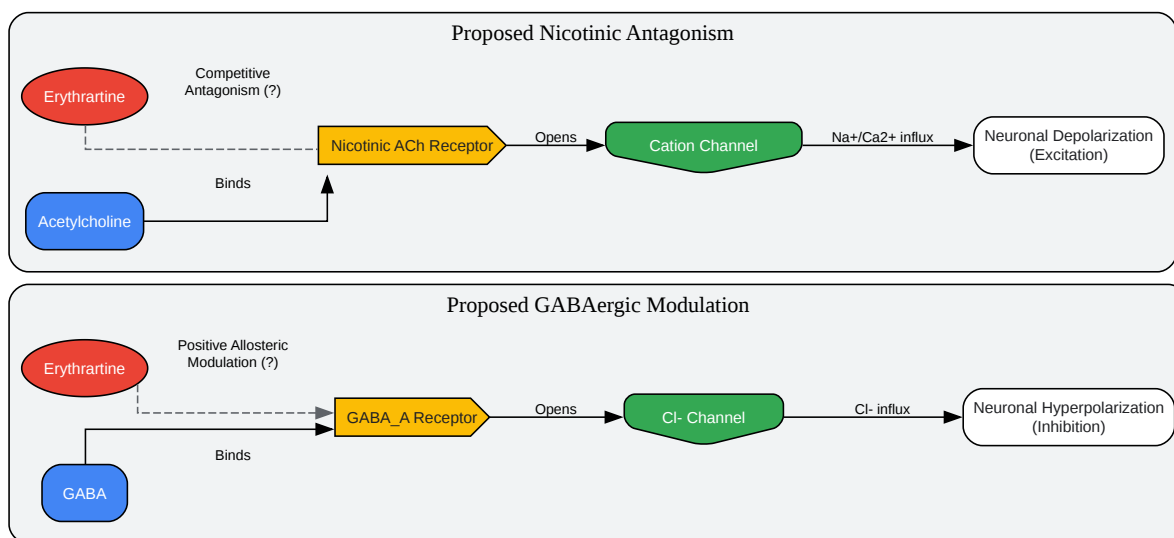 Proposed Nicotinic Antagonism
Erythrartine
Competitive
Antagonism (?)
Nicotinic ACh Receptor
Opens
Cation Channel
Na+/Ca2+ influx
Neuronal Depolarization
(Excitation)
Binds
Acetylcholine
Proposed GABAergic Modulation
Erythrartine
Positive Allosteric
Modulation (?)
GABA_A Receptor
Opens
Cl- Channel
Cl- influx
Neuronal Hyperpolarization
(Inhibition)
Binds
GABA